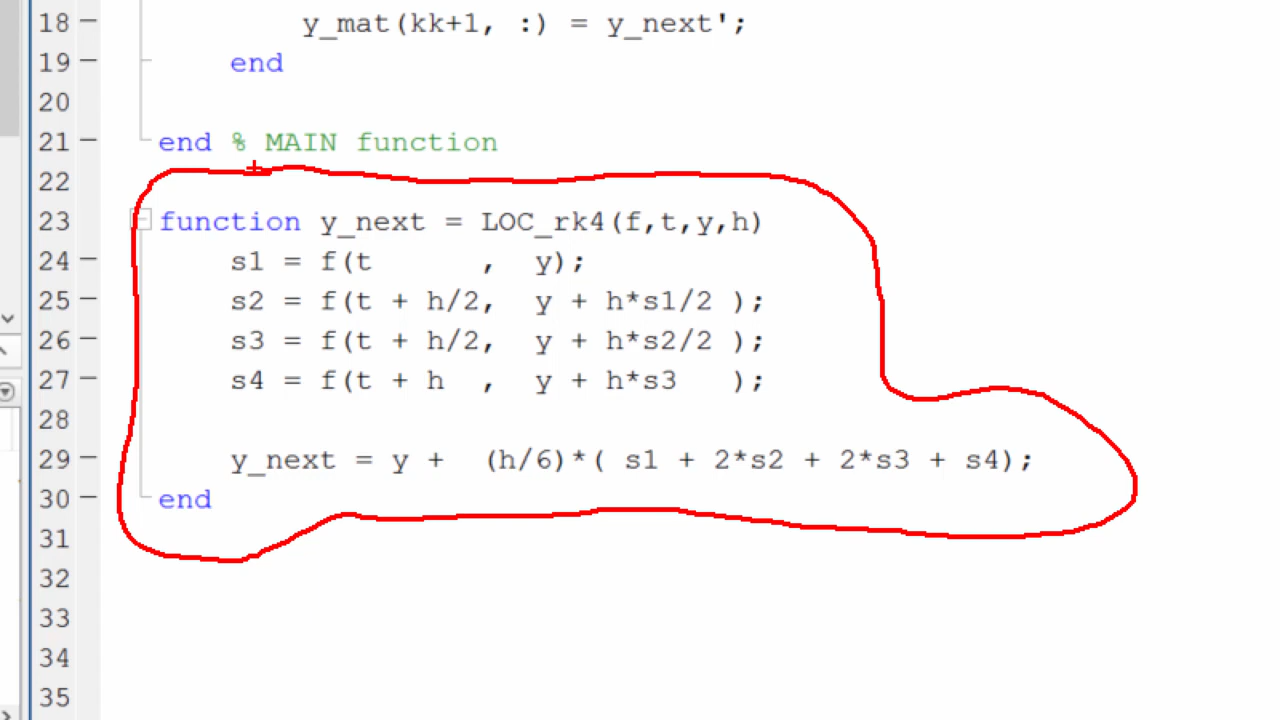 18 y_mat(kk+1, :) = y_next';
19 end
20
21 end % MAIN function
22
23 function y_next = LOC_rk4(f,t,y,h)
24 s1 = f(t , y);
25 s2 = f(t + h/2, y + h*s1/2 );
26 s3 = f(t + h/2, y + h*s2/2 );
27 s4 = f(t + h , y + h*s3 );
28
29 y_next = y + (h/6)*( s1 + 2*s2 + 2*s3 + s4);
30 end
31
32
33
34
35